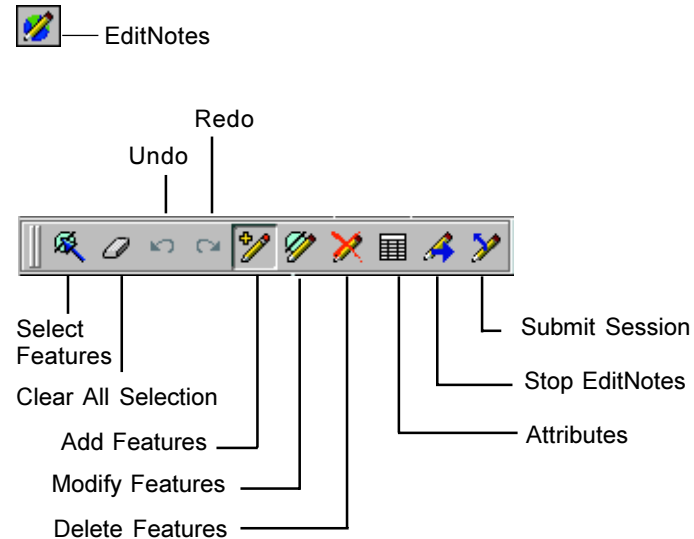 EditNotes
Redo
Undo
Select
Features
Clear All Selection
Add Features
Modify Features
Delete Features
Submit Session
Stop EditNotes
Attributes